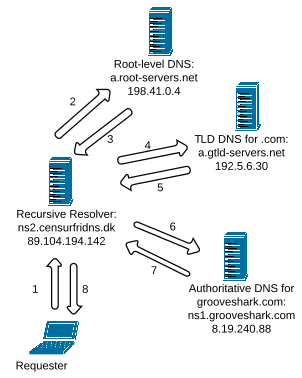 Root-level DNS:
a.root-servers.net
198.41.0.4
2
3
TLD DNS for .com:
a.gtld-servers.net
192.5.6.30
4
5
Recursive Resolver:
ns2.censurfridns.dk
89.104.194.142
6
7
Authoritative DNS for
grooveshark.com:
ns1.grooveshark.com
8.19.240.88
1
8
Requester